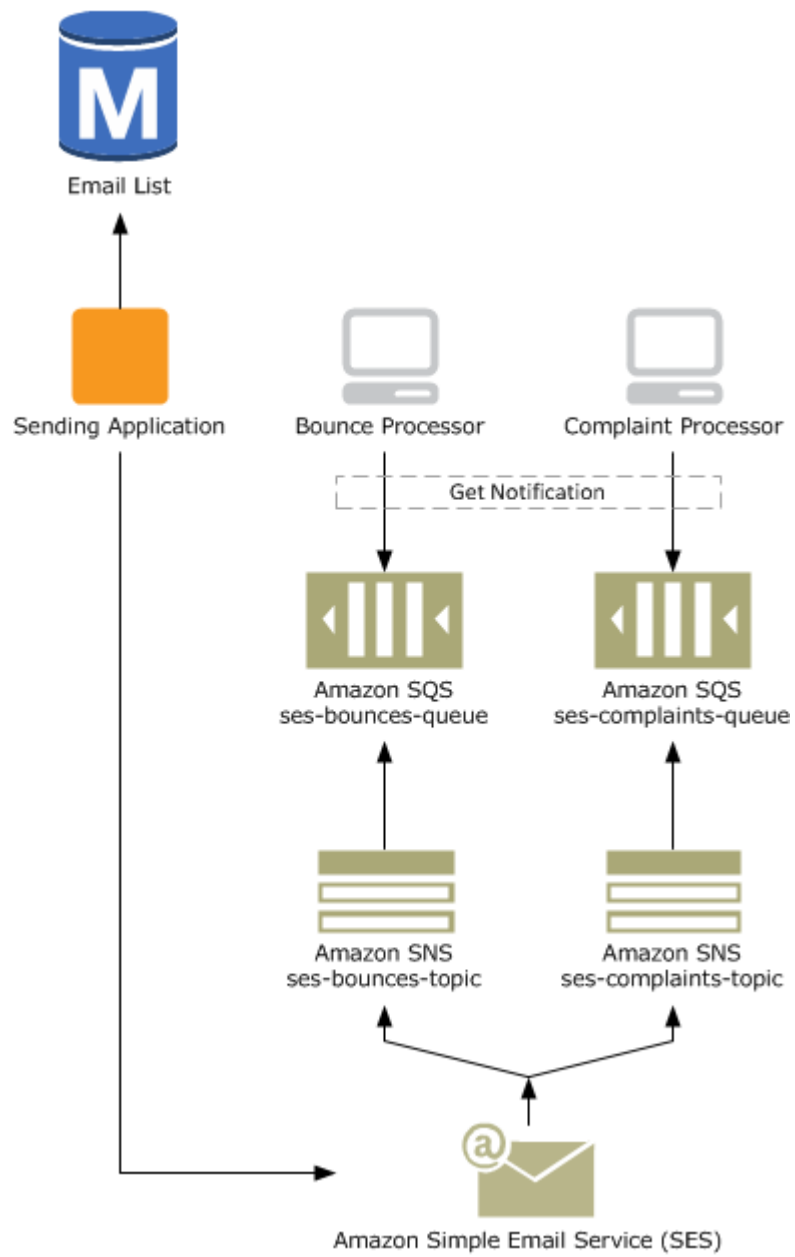 M
Email List
Sending Application
Bounce Processor
Complaint Processor
Get Notification
Amazon SQS
ses-bounces-queue
Amazon SQS
ses-complaints-queue
Amazon SNS
ses-bounces-topic
Amazon SNS
ses-complaints-topic
@
Amazon Simple Email Service (SES)